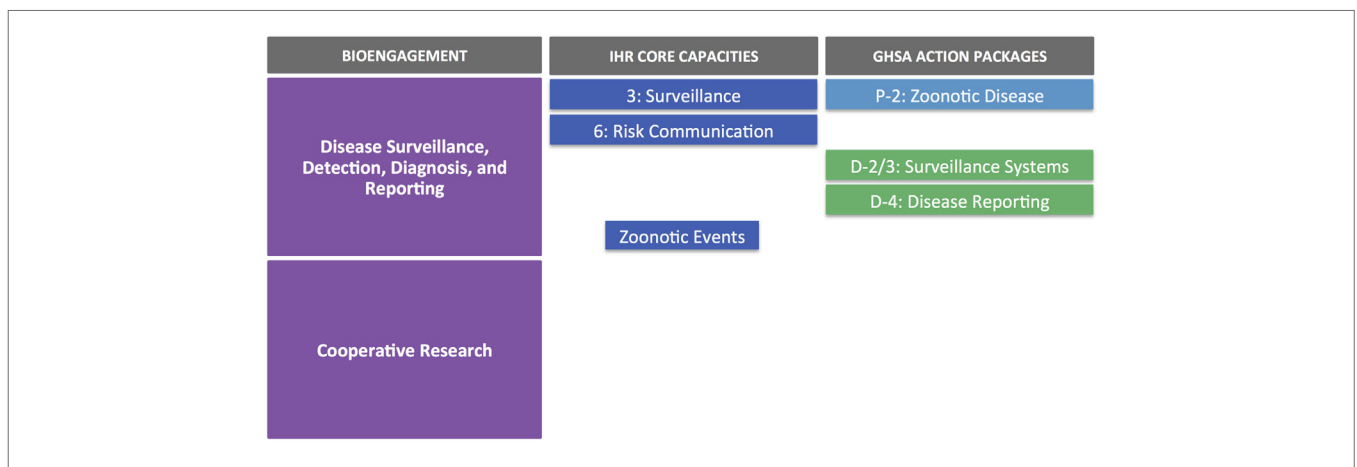 BIOENGAGEMENT
IHR CORE CAPACITIES
GHSA ACTION PACKAGES
Disease Surveillance,
Detection, Diagnosis, and
Reporting
3: Surveillance
P-2: Zoonotic Disease
6: Risk Communication
D-2/3: Surveillance Systems
D-4: Disease Reporting
Zoonotic Events
Cooperative Research